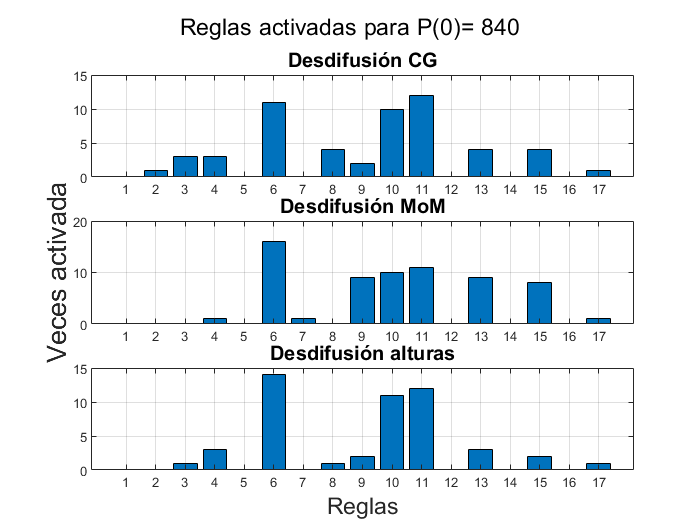 Reglas activadas para P(0)= 840
Desdifusión CG
15
10
5
0
1 2 3 4 5 6 7 8 9 10 11 12 13 14 15 16 17
Desdifusión MoM
20
10
0
1 2 3 4 5 6 7 8 9 10 11 12 13 14 15 16 17
Veces activada
Desdifusión alturas
15
10
5
0
1 2 3 4 5 6 7 8 9 10 11 12 13 14 15 16 17
Reglas